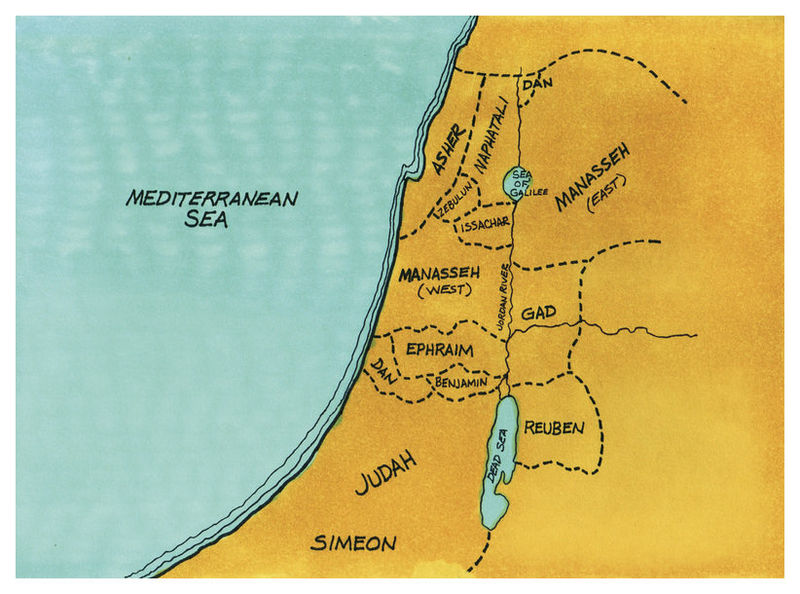 DAN
ASHER
NAPHATALI
SEA
OF
GALILEE
MANASSEH
(EAST)
MEDITERRANEAN
SEA
ZEBULUN
ISSACHAR
MANASSEH
(WEST)
JORDAN RIVER
GAD
EPHRAIM
DAN
BENJAMIN
REUBEN
DEAD SEA
JUDAH
SIMEON